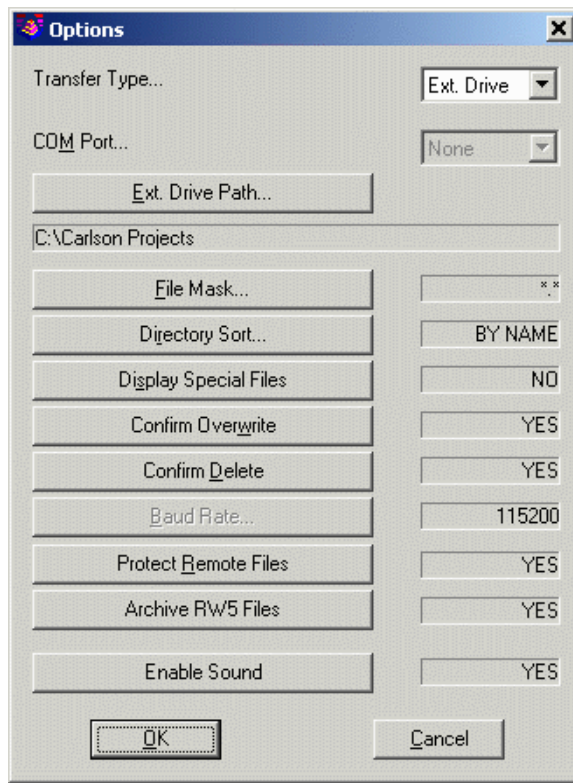 Options
Transfer Type...
Ext. Drive
COM Port...
None
Ext. Drive Path...
C:\Carlson Projects
File Mask...
*.*
Directory Sort...
BY NAME
Display Special Files
NO
Confirm Overwrite
YES
Confirm Delete
YES
Baud Rate...
115200
Protect Remote Files
YES
Archive RW5 Files
YES
Enable Sound
YES
OK
Cancel